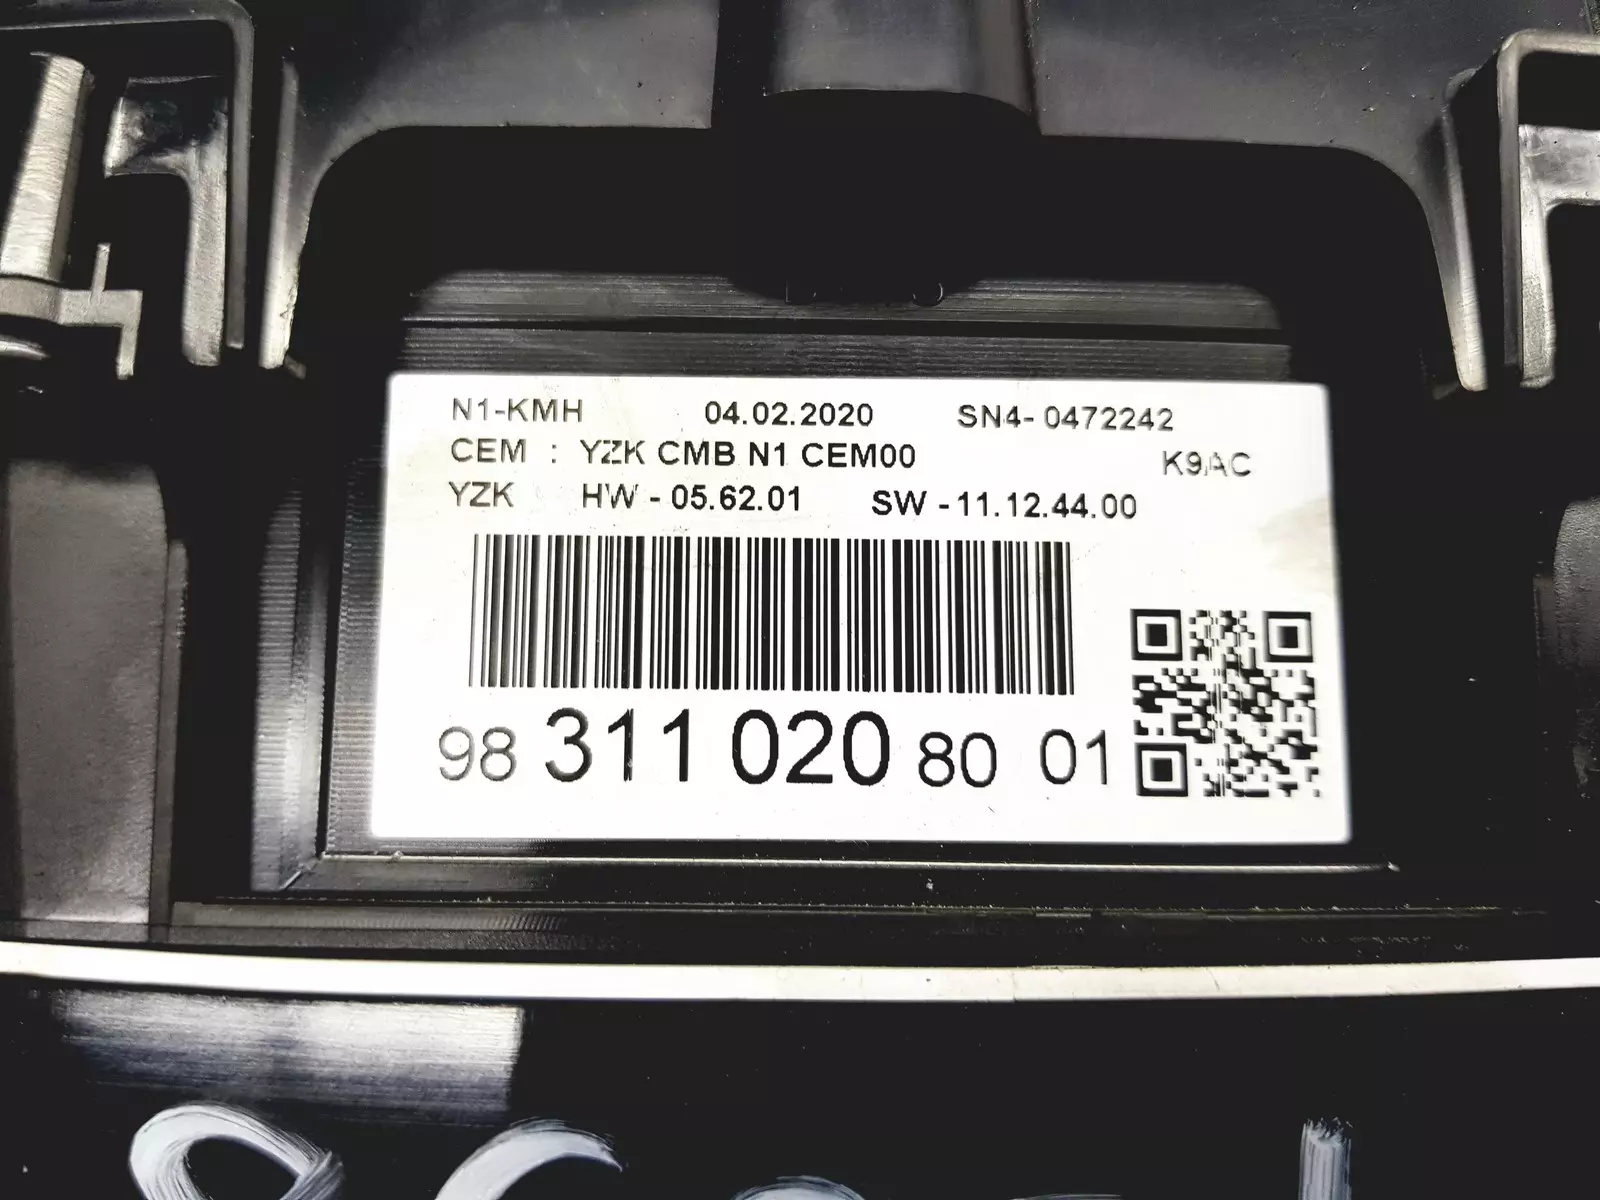 N1-KMH 04.02.2020 SN4- 0472242
CEM : YZK CMB N1 CEM00 K9AC
YZK HW - 05.62.01 SW - 11.12.44.00
98 311 020 80 01